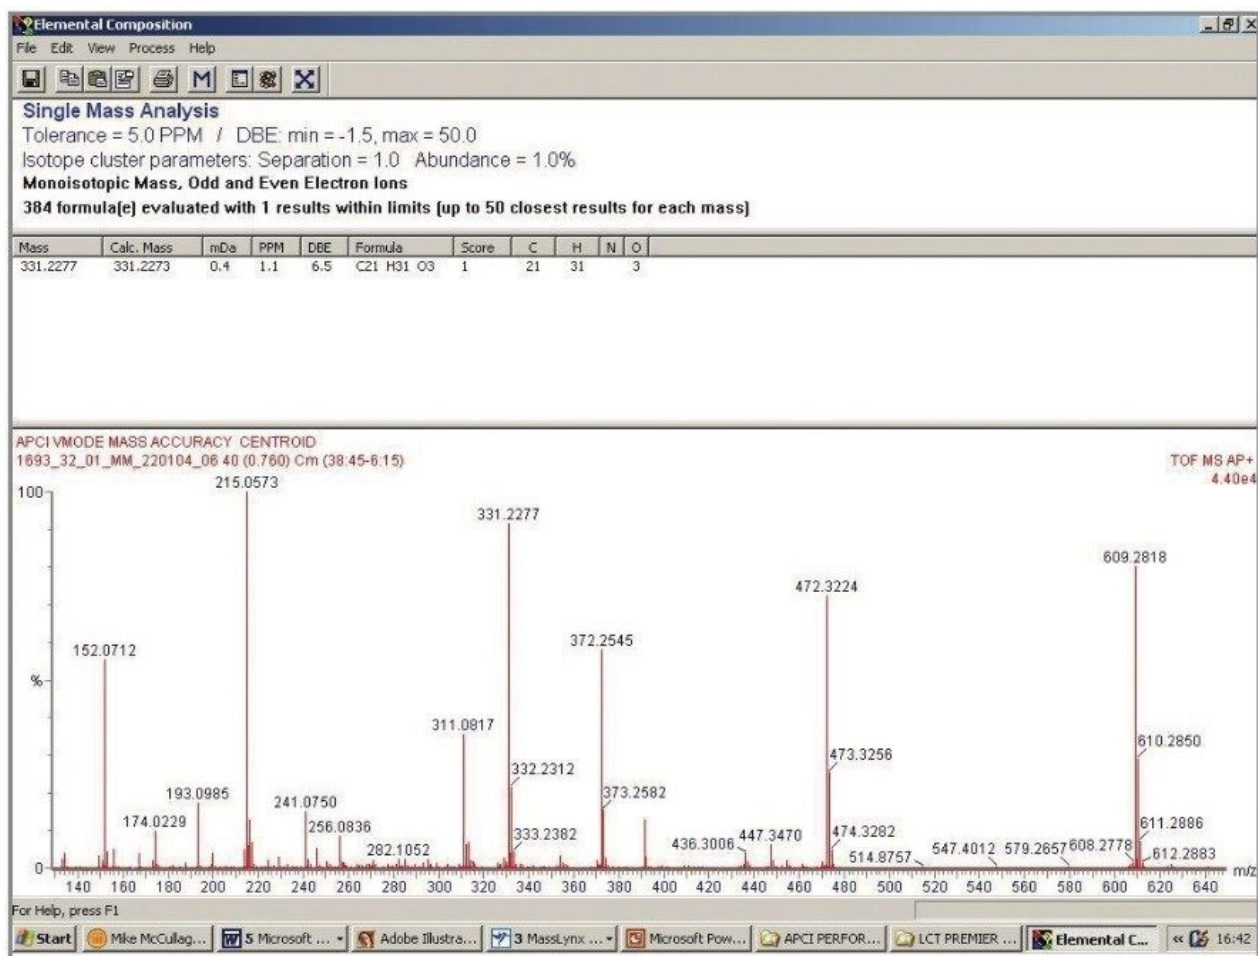 Elemental Composition
File Edit View Process Help
M
Single Mass Analysis
Tolerance = 5.0 PPM / DBE: min = -1.5, max = 50.0
Isotope cluster parameters: Separation = 1.0 Abundance = 1.0%
Monoisotopic Mass, Odd and Even Electron Ions
384 formula(e) evaluated with 1 results within limits (up to 50 closest results for each mass)
Mass Calc. Mass mDa PPM DBE Formula Score C H N O
331.2277 331.2273 0.4 1.1 6.5 C21 H31 O3 1 21 31 3
APCI VMODE MASS ACCURACY CENTROID
1693_32_01_MM_220104_06 40 (0.760) Cm (38:45-6:15)
TOF MS AP+
4.40e4
100
215.0573
331.2277
609.2818
472.3224
372.2545
152.0712
%
311.0817
610.2850
473.3256
332.2312
373.2582
193.0985
241.0750
174.0229
256.0836
282.1052
333.2382
436.3006
447.3470
474.3282
514.8757
547.4012
579.2657
608.2778
611.2886
612.2883
0
140 160 180 200 220 240 260 280 300 320 340 360 380 400 420 440 460 480 500 520 540 560 580 600 620 640 m/z
For Help, press F1
Start Mike McCullag... 5 Microsoft ... Adobe Illustra... 3 MassLynx ... Microsoft Pow... APCI PERFOR... LCT PREMIER ... Elemental C... « 16:42